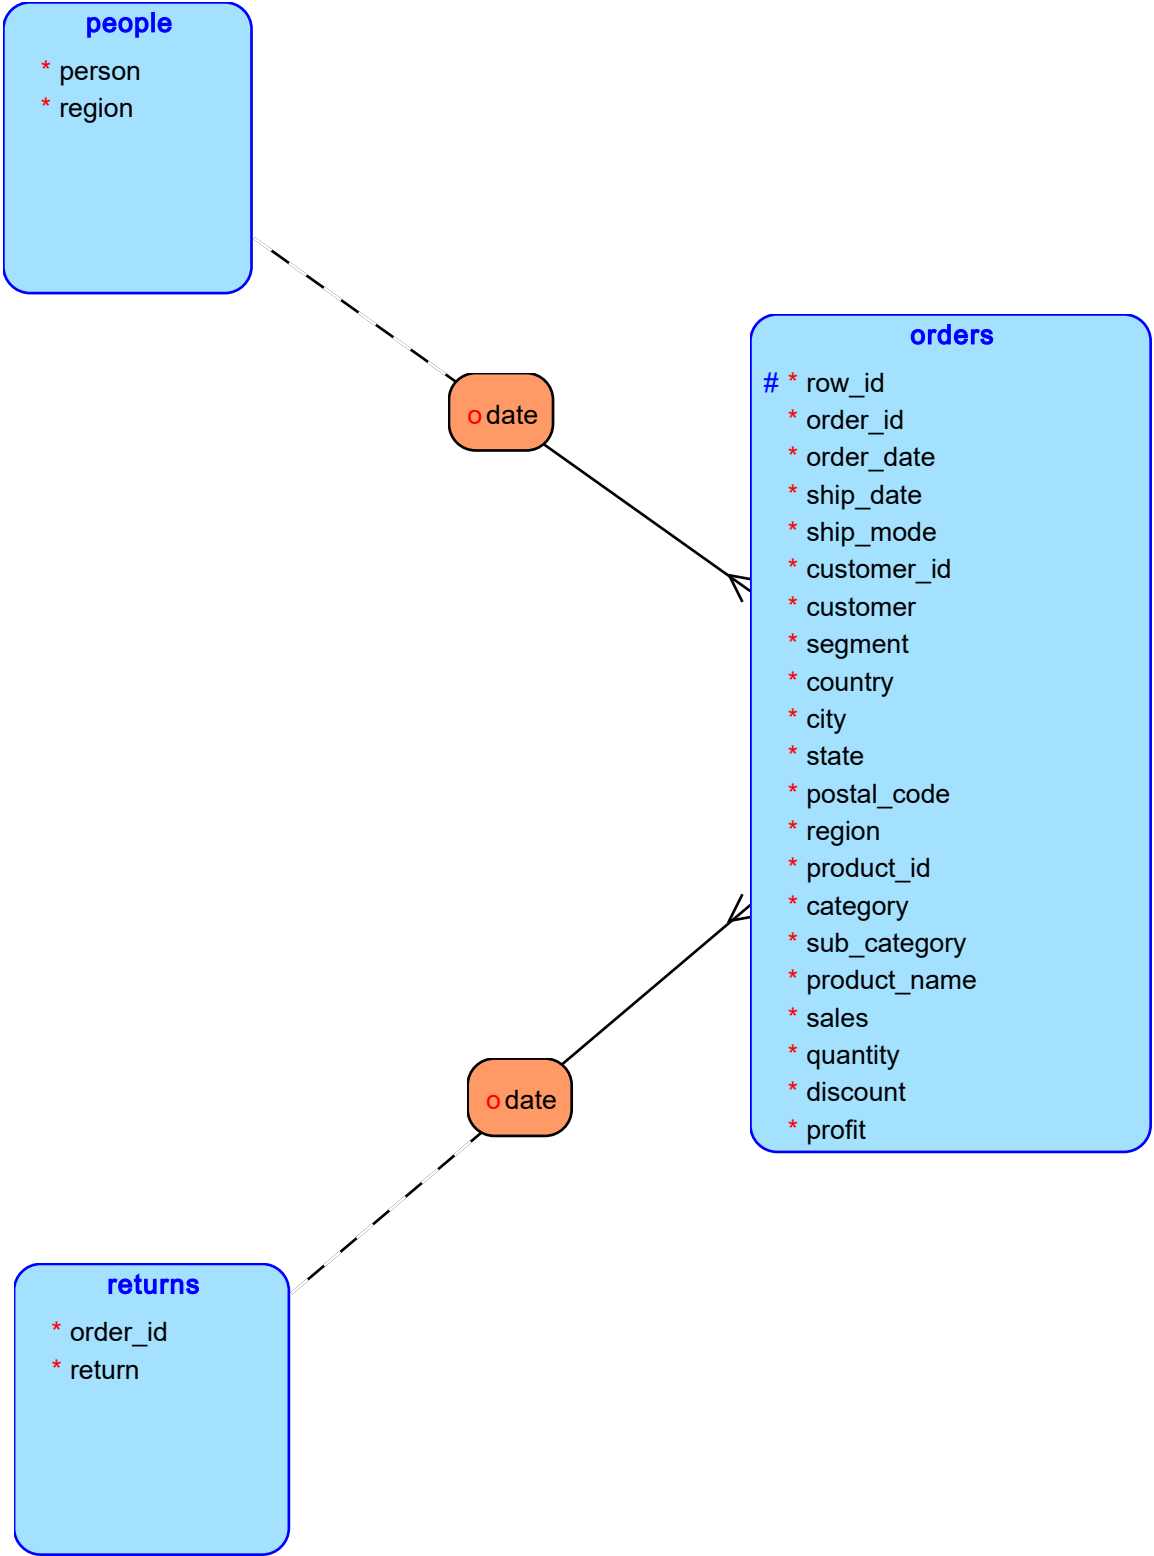 people
* person
* region
o date
orders
# * row_id
* order_id
* order_date
* ship_date
* ship_mode
* customer_id
* customer
* segment
* country
* city
* state
* postal_code
* region
* product_id
* category
* sub_category
* product_name
* sales
* quantity
* discount
* profit
o date
returns
* order_id
* return